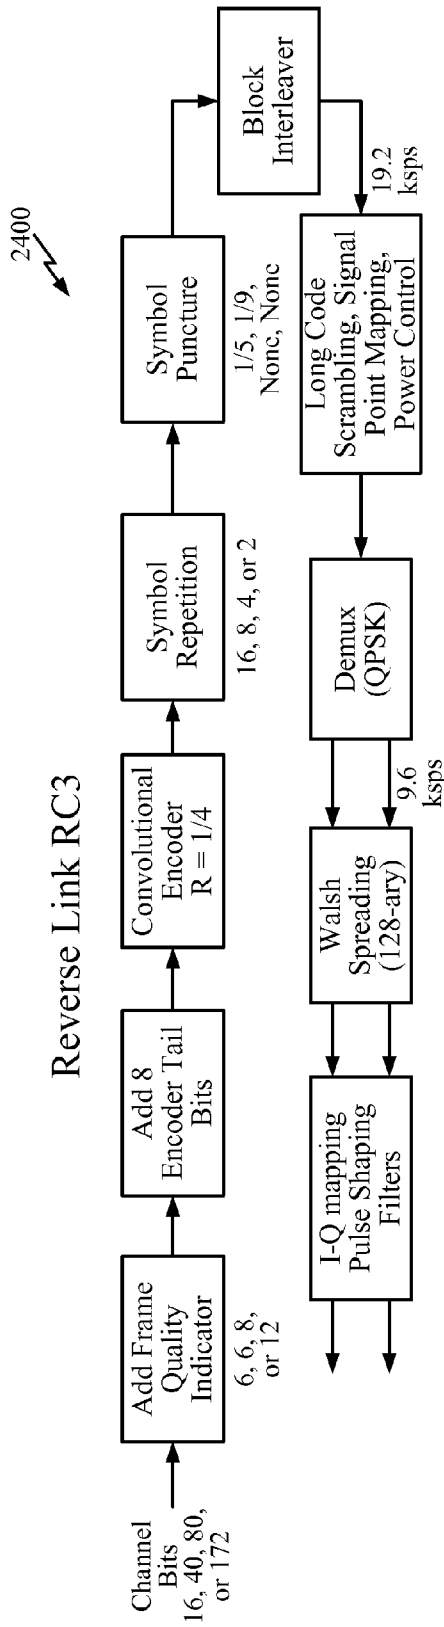 2400
Reverse Link RC3
Channel
Bits
16, 40, 80,
or 172
Add Frame
Quality
Indicator
6, 6, 8,
or 12
Add 8
Encoder Tail
Bits
Convolutional
Encoder
R = 1/4
Symbol
Repetition
16, 8, 4, or 2
Symbol
Puncture
1/5, 1/9,
Nonc, Nonc
Block
Interleaver
19.2
ksps
Long Code
Scrambling, Signal
Point Mapping,
Power Control
Demux
(QPSK)
9.6
ksps
Walsh
Spreading
(128-ary)
I-Q mapping
Pulse Shaping
Filters